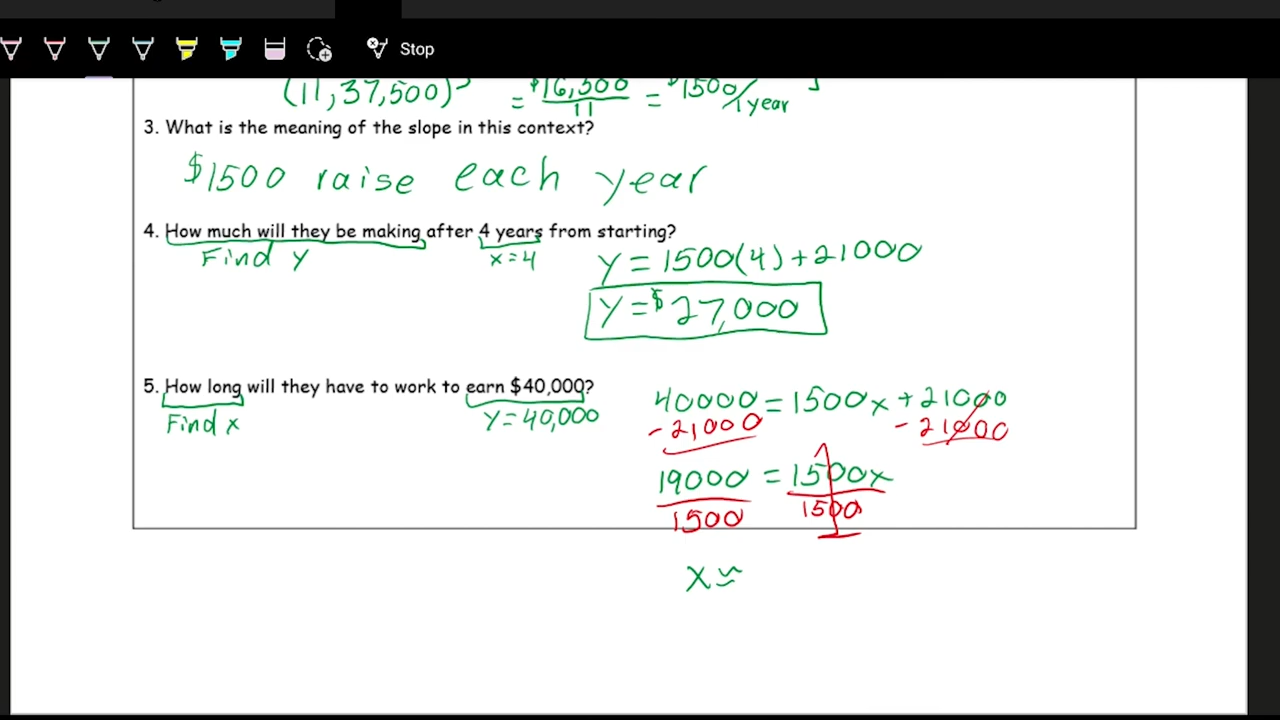 Stop
(11, 37,500) = $16,500/11 = $1500/1 year
3. What is the meaning of the slope in this context?
$1500 raise each year
4. How much will they be making after 4 years from starting?
Find y x=4 y = 1500(4) + 21000
y = $27,000
5. How long will they have to work to earn $40,000?
Find x y = 40,000 40000 = 1500x + 21000
- 21000 - 21000
19000 = 1500x
1500 1500
x ≈